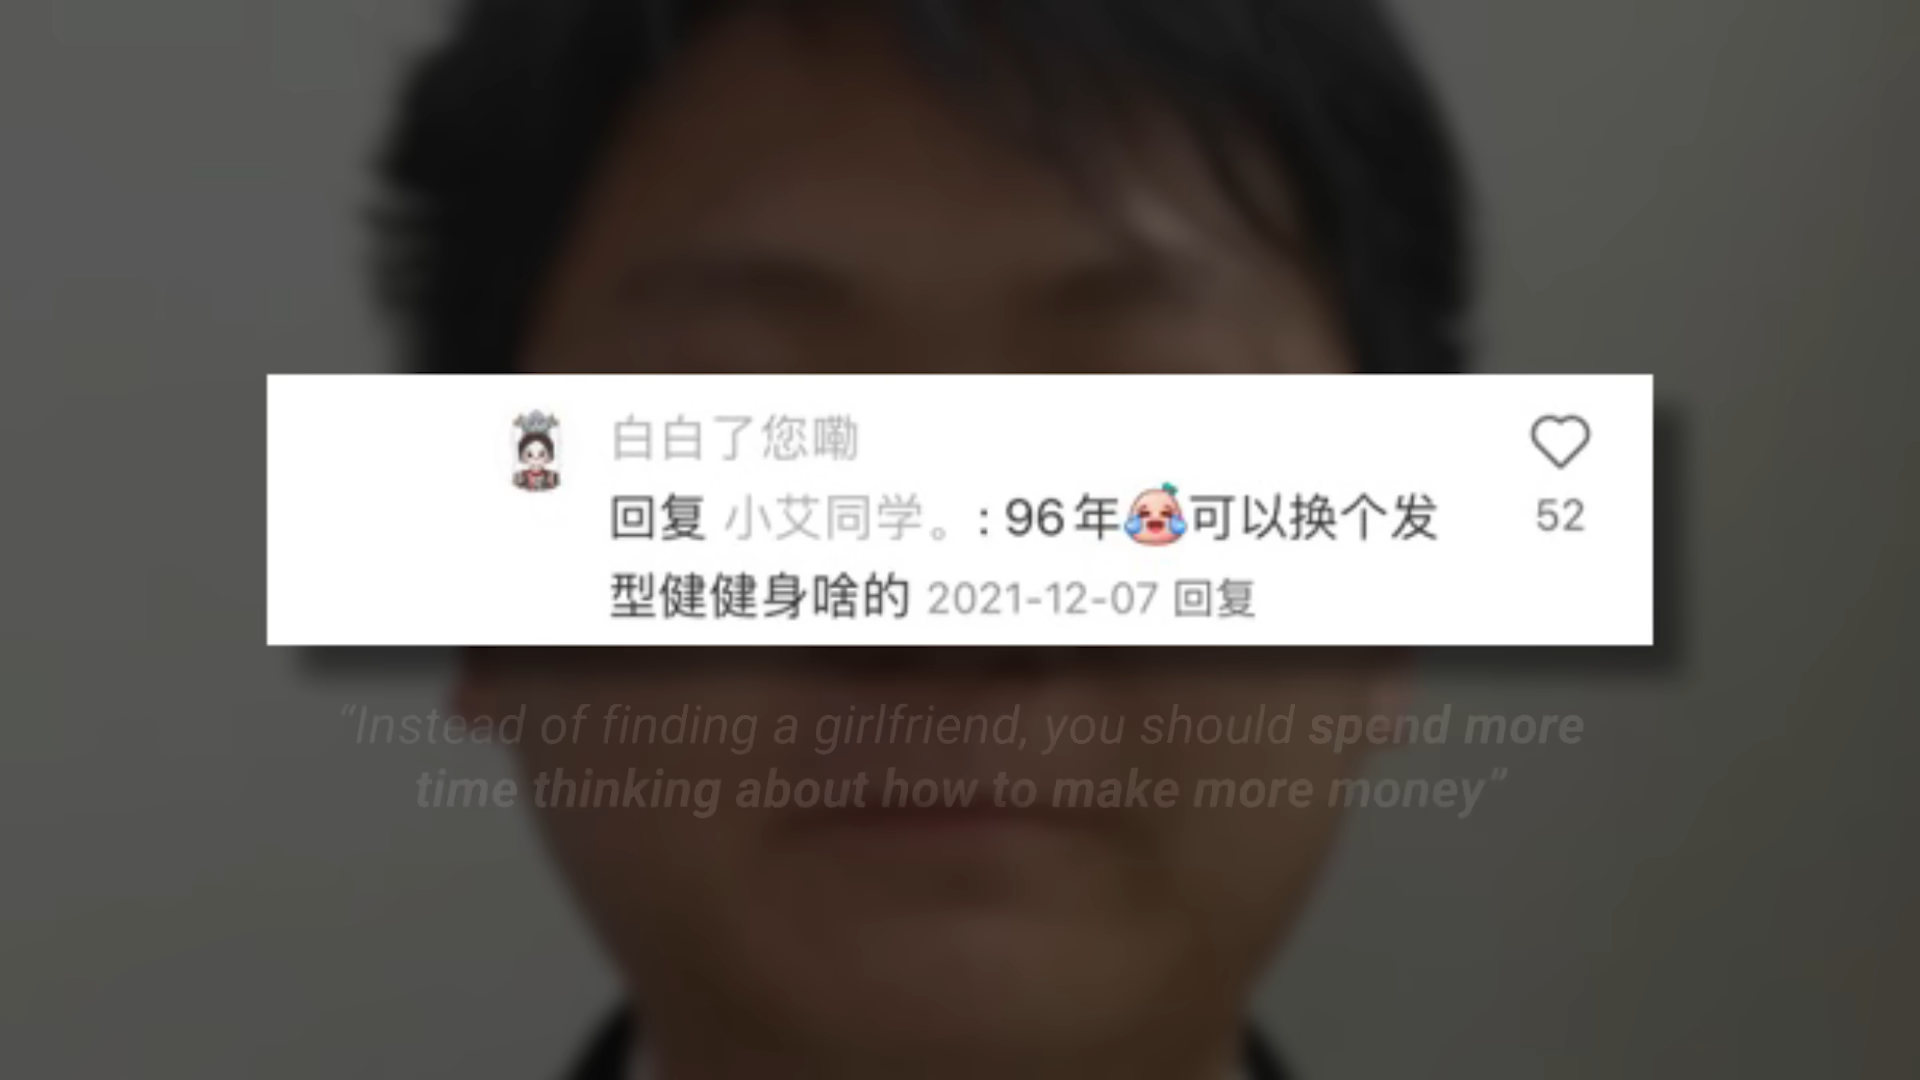 白白了您嘞
回复 小艾同学。: 96年😂可以换个发
52
型健健身啥的 2021-12-07 回复
“Instead of finding a girlfriend, you should spend more
time thinking about how to make more money”